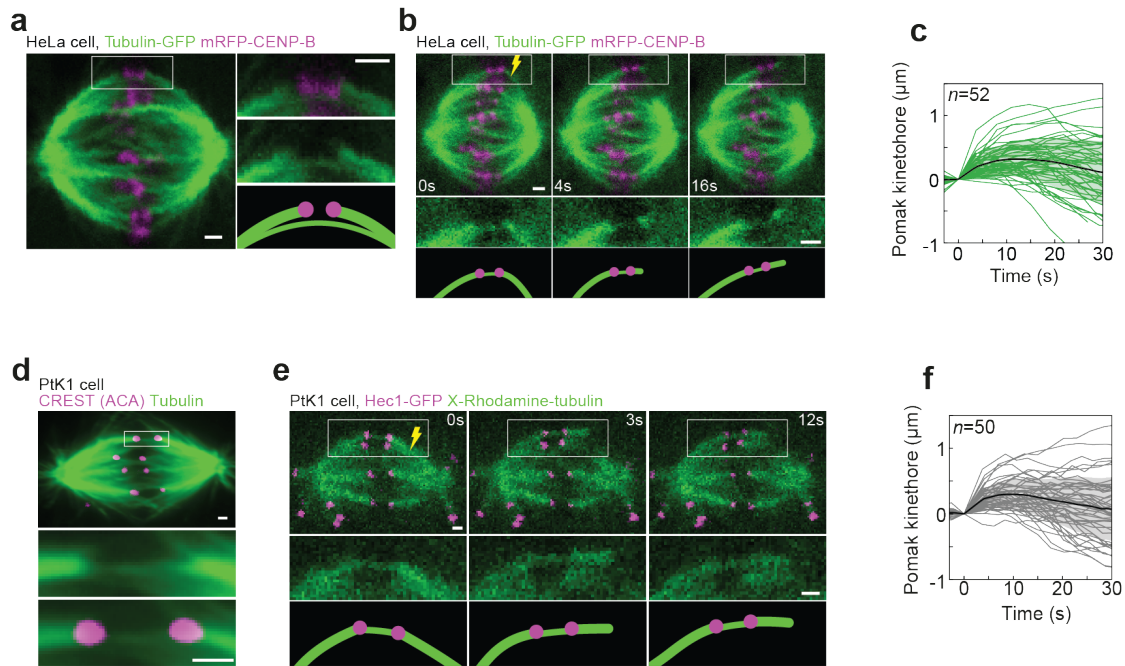 a
HeLa cell, Tubulin-GFP mRFP-CENP-B
b
HeLa cell, Tubulin-GFP mRFP-CENP-B
0s
4s
16s
c
n=52
Pomak kinetohore (μm)
1
0
-1
0
10
20
30
Time (s)
d
PtK1 cell
CREST (ACA) Tubulin
e
PtK1 cell, Hec1-GFP X-Rhodamine-tubulin
0s
3s
12s
f
n=50
Pomak kinethore (μm)
1
0
-1
0
10
20
30
Time (s)